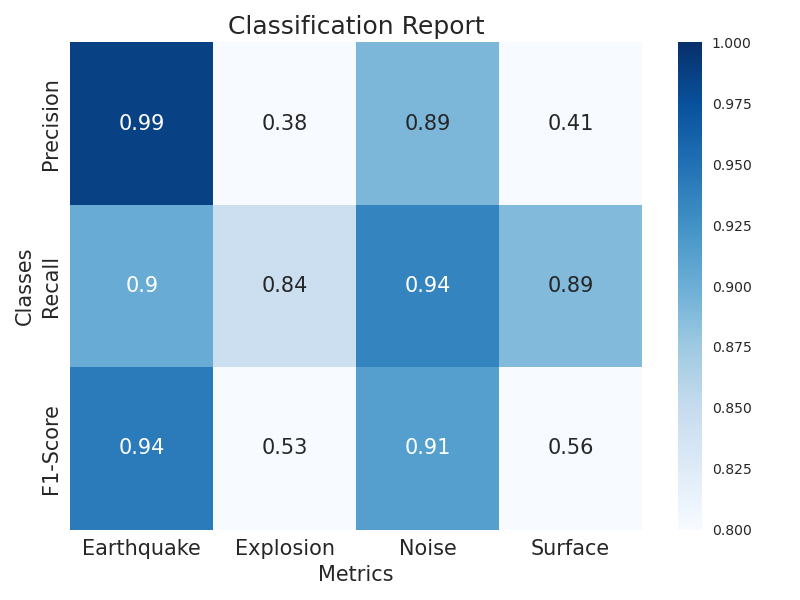 Classification Report
Classes
Precision
0.99 0.38 0.89 0.41
Recall
0.9 0.84 0.94 0.89
F1-Score
0.94 0.53 0.91 0.56
Earthquake Explosion Noise Surface
Metrics
1.000
0.975
0.950
0.925
0.900
0.875
0.850
0.825
0.800